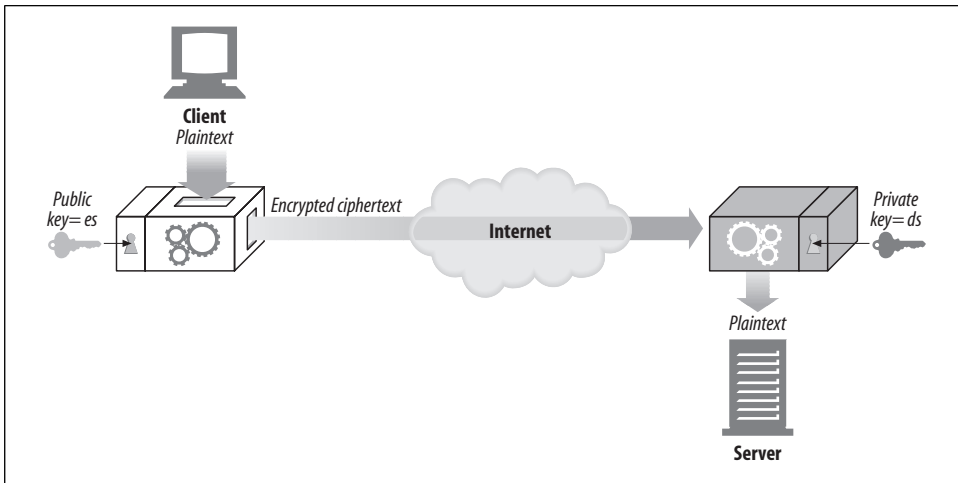 Client
Plaintext
Public
key= es
Encrypted ciphertext
Internet
Private
key= ds
Plaintext
Server